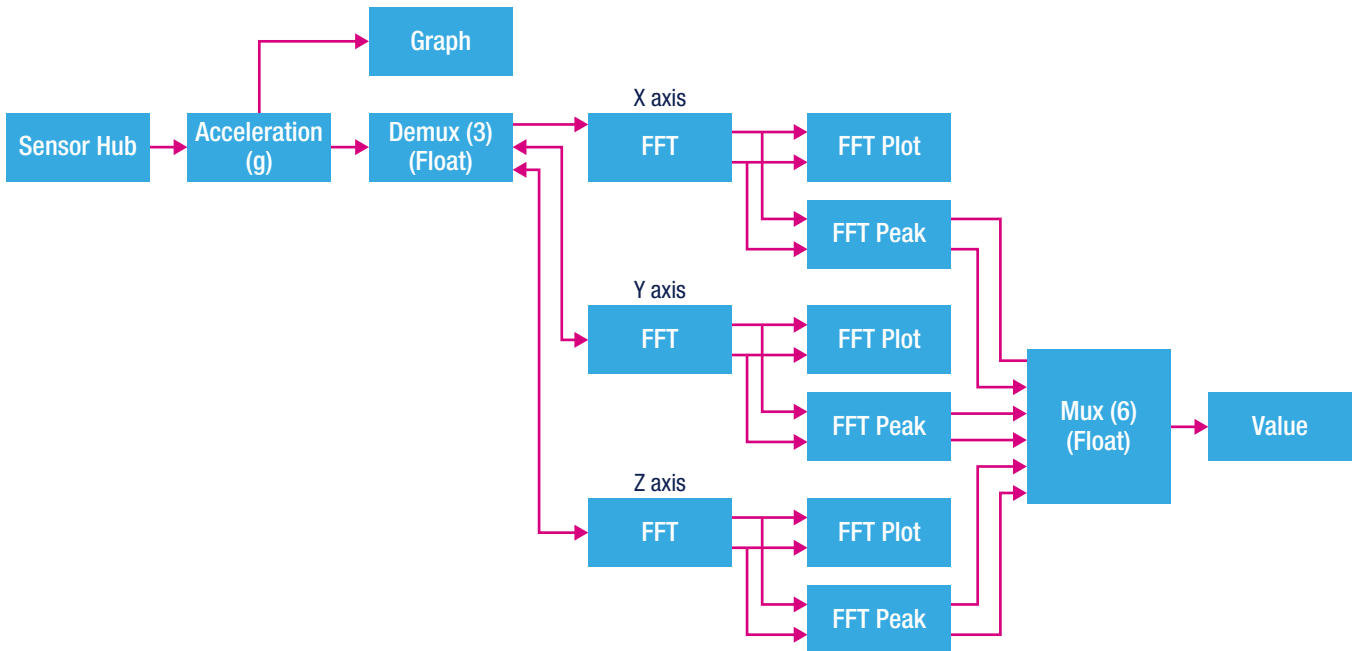 Graph
Sensor Hub
Acceleration
(g)
Demux (3)
(Float)
X axis
FFT
FFT Plot
FFT Peak
Y axis
FFT
FFT Plot
FFT Peak
Z axis
FFT
FFT Plot
FFT Peak
Mux (6)
(Float)
Value